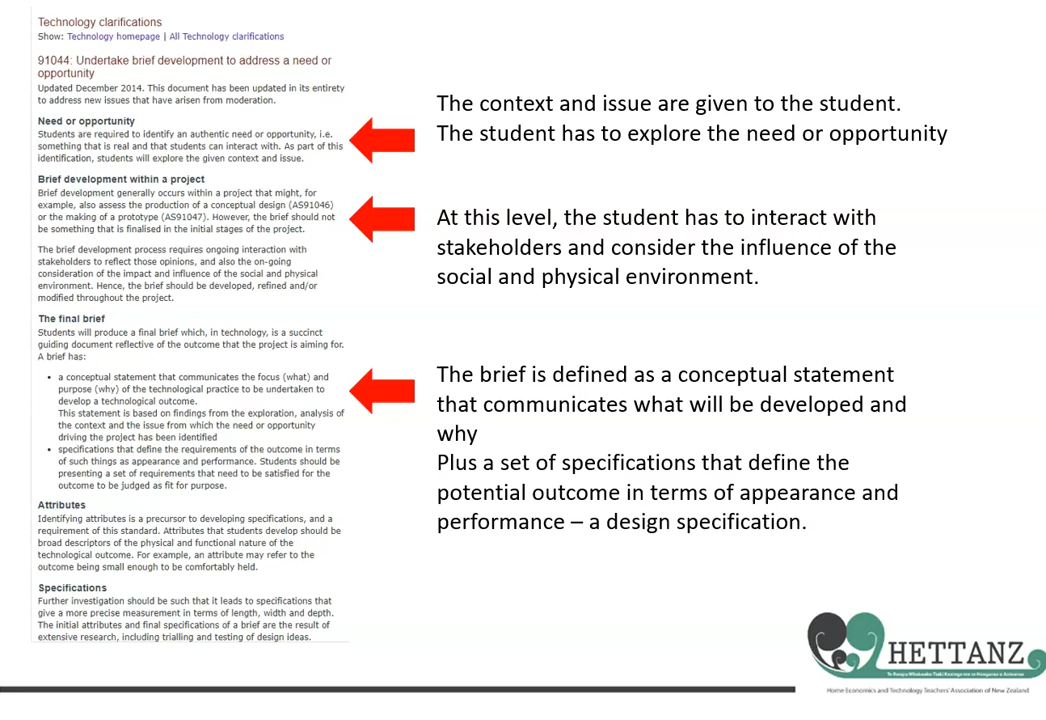 Technology clarifications
Show: Technology homepage | All Technology clarifications
91044: Undertake brief development to address a need or
opportunity
Updated December 2014. This document has been updated in its entirety
to address new issues that have arisen from moderation.
Need or opportunity
Students are required to identify an authentic need or opportunity, i.e.
something that is real and that students can interact with. As part of this
identification, students will explore the given context and issue.
Brief development within a project
Brief development generally occurs within a project that might, for
example, also assess the production of a conceptual design (AS91046)
or the making of a prototype (AS91047). However, the brief should not
be something that is finalised in the initial stages of the project.
The brief development process requires ongoing interaction with
stakeholders to reflect those opinions, and also the on-going
consideration of the impact and influence of the social and physical
environment. Hence, the brief should be developed, refined and/or
modified throughout the project.
The final brief
Students will produce a final brief which, in technology, is a succinct
guiding document reflective of the outcome that the project is aiming for.
A brief has:
• a conceptual statement that communicates the focus (what) and
purpose (why) of the technological practice to be undertaken to
develop a technological outcome.
This statement is based on findings from the exploration, analysis of
the context and the issue from which the need or opportunity
driving the project has been identified
• specifications that define the requirements of the outcome in terms
of such things as appearance and performance. Students should be
presenting a set of requirements that need to be satisfied for the
outcome to be judged as fit for purpose.
Attributes
Identifying attributes is a precursor to developing specifications, and a
requirement of this standard. Attributes that students develop should be
broad descriptors of the physical and functional nature of the
technological outcome. For example, an attribute may refer to the
outcome being small enough to be comfortably held.
Specifications
Further investigation should be such that it leads to specifications that
give a more precise measurement in terms of length, width and depth.
The initial attributes and final specifications of a brief are the result of
extensive research, including trialling and testing of design ideas.
The context and issue are given to the student.
The student has to explore the need or opportunity
At this level, the student has to interact with
stakeholders and consider the influence of the
social and physical environment.
The brief is defined as a conceptual statement
that communicates what will be developed and
why
Plus a set of specifications that define the
potential outcome in terms of appearance and
performance – a design specification.
HETTANZ
Home Economics and Technology Teachers' Association of New Zealand